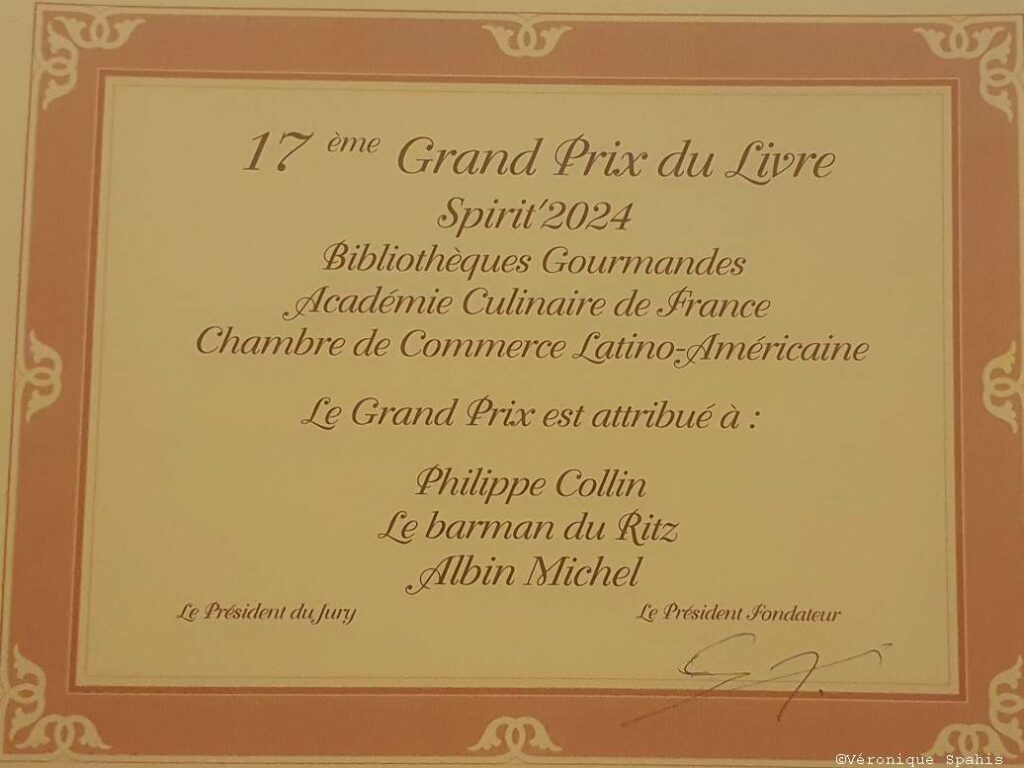 17 ème Grand Prix du Livre
Spirit'2024
Bibliothèques Gourmandes
Académie Culinaire de France
Chambre de Commerce Latino-Américaine
Le Grand Prix est attribué à :
Philippe Collin
Le barman du Ritz
Albin Michel
Le Président du Jury
Le Président Fondateur
©Véronique Spahis